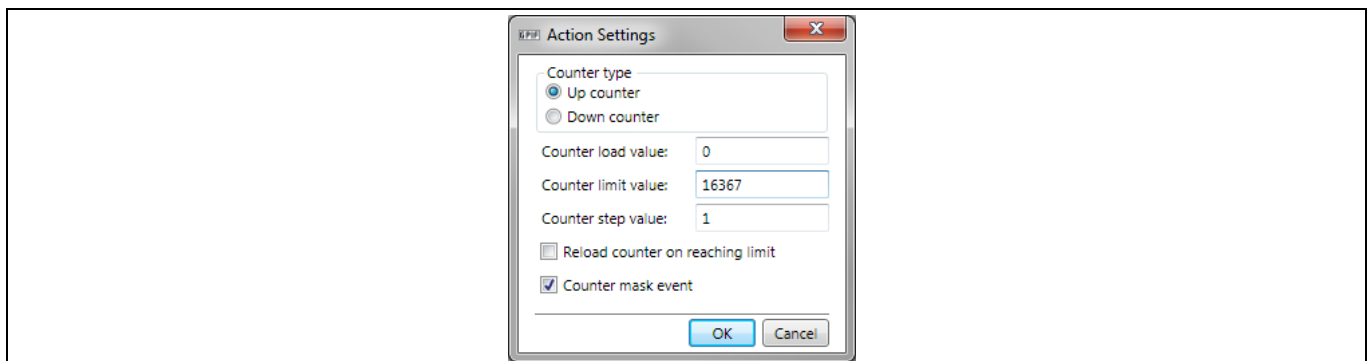 GPIF Action Settings
Counter type
Up counter
Down counter
Counter load value: 0
Counter limit value: 16367
Counter step value: 1
Reload counter on reaching limit
Counter mask event
OK Cancel